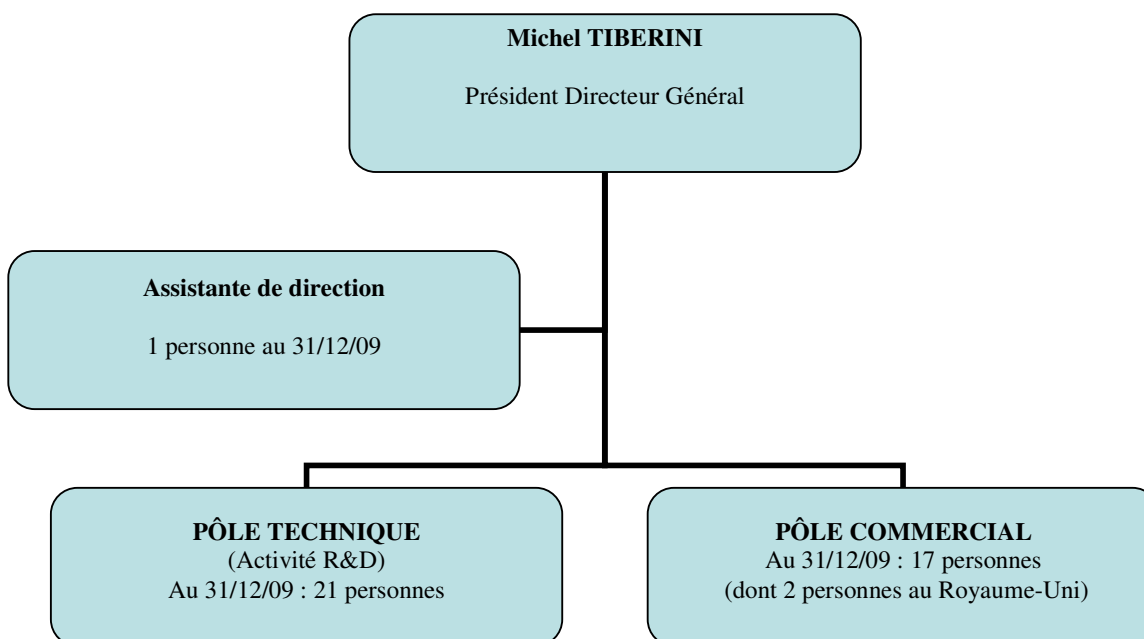 Michel TIBERINI
Président Directeur Général
Assistante de direction
1 personne au 31/12/09
PÔLE TECHNIQUE
(Activité R&D)
Au 31/12/09 : 21 personnes
PÔLE COMMERCIAL
Au 31/12/09 : 17 personnes
(dont 2 personnes au Royaume-Uni)